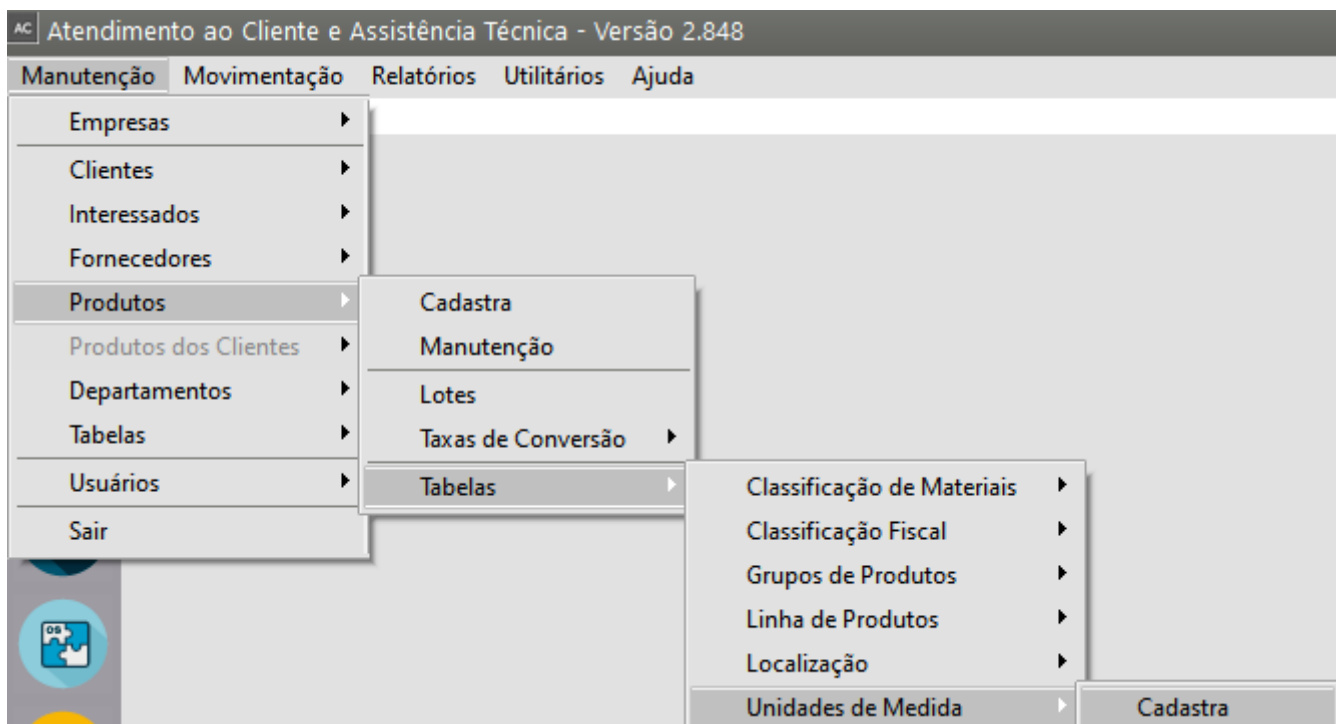 AC Atendimento ao Cliente e Assistência Técnica - Versão 2.848
Manutenção Movimentação Relatórios Utilitários Ajuda
Empresas
Clientes
Interessados
Fornecedores
Produtos
Produtos dos Clientes
Departamentos
Tabelas
Usuários
Sair
Cadastra
Manutenção
Lotes
Taxas de Conversão
Tabelas
Classificação de Materiais
Classificação Fiscal
Grupos de Produtos
Linha de Produtos
Localização
Unidades de Medida
Cadastra
OS